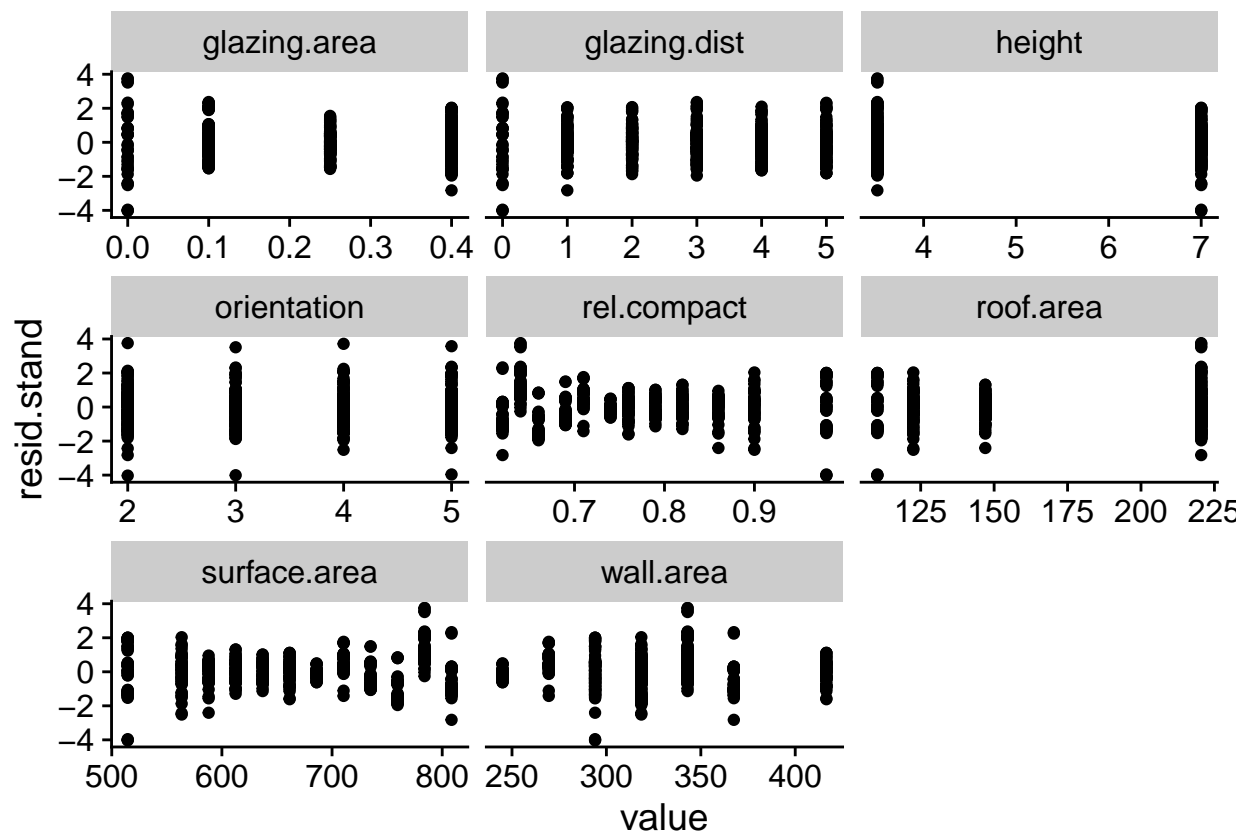 glazing.area glazing.dist height
4
2
0
−2
−4
0.0 0.1 0.2 0.3 0.4 0 1 2 3 4 5 4 5 6 7
orientation rel.compact roof.area
4
2
0
−2
−4
2 3 4 5 0.7 0.8 0.9 125 150 175 200 225
surface.area wall.area
4
2
0
−2
−4
500 600 700 800 250 300 350 400
resid.stand
value